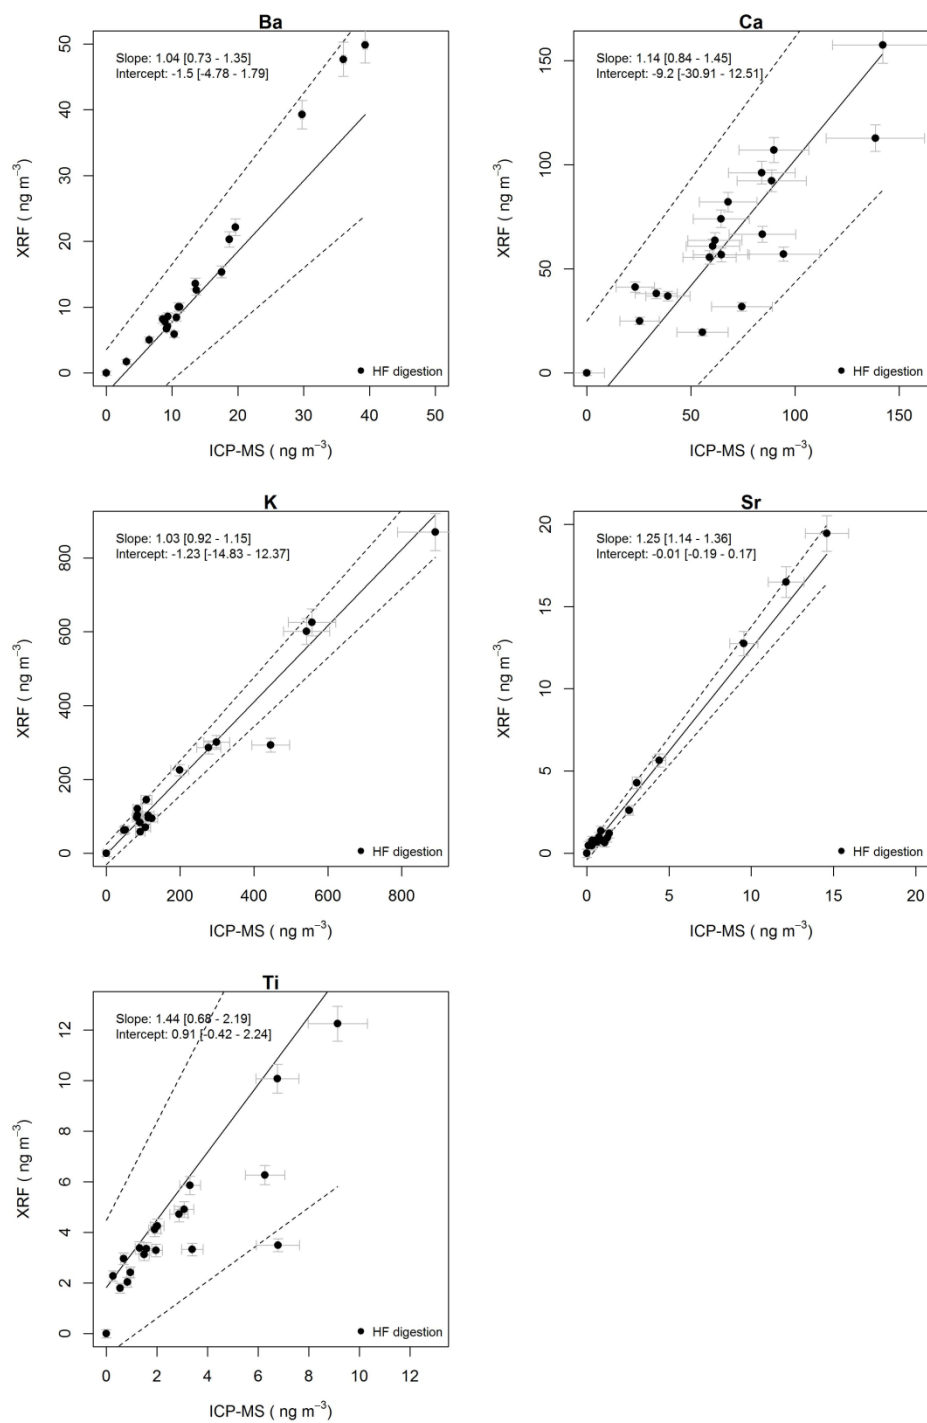 Ba
Slope: 1.04 [0.73 - 1.35]
Intercept: -1.5 [-4.78 - 1.79]
50
40
30
20
10
0
XRF ( ng m⁻³)
HF digestion
0 10 20 30 40 50
ICP-MS ( ng m⁻³)
Ca
Slope: 1.14 [0.84 - 1.45]
Intercept: -9.2 [-30.91 - 12.51]
150
100
50
0
XRF ( ng m⁻³)
HF digestion
0 50 100 150
ICP-MS ( ng m⁻³)
K
Slope: 1.03 [0.92 - 1.15]
Intercept: -1.23 [-14.83 - 12.37]
800
600
400
200
0
XRF ( ng m⁻³)
HF digestion
0 200 400 600 800
ICP-MS ( ng m⁻³)
Sr
Slope: 1.25 [1.14 - 1.36]
Intercept: -0.01 [-0.19 - 0.17]
20
15
10
5
0
XRF ( ng m⁻³)
HF digestion
0 5 10 15 20
ICP-MS ( ng m⁻³)
Ti
Slope: 1.44 [0.68 - 2.19]
Intercept: 0.91 [-0.42 - 2.24]
12
10
8
6
4
2
0
XRF ( ng m⁻³)
HF digestion
0 2 4 6 8 10 12
ICP-MS ( ng m⁻³)